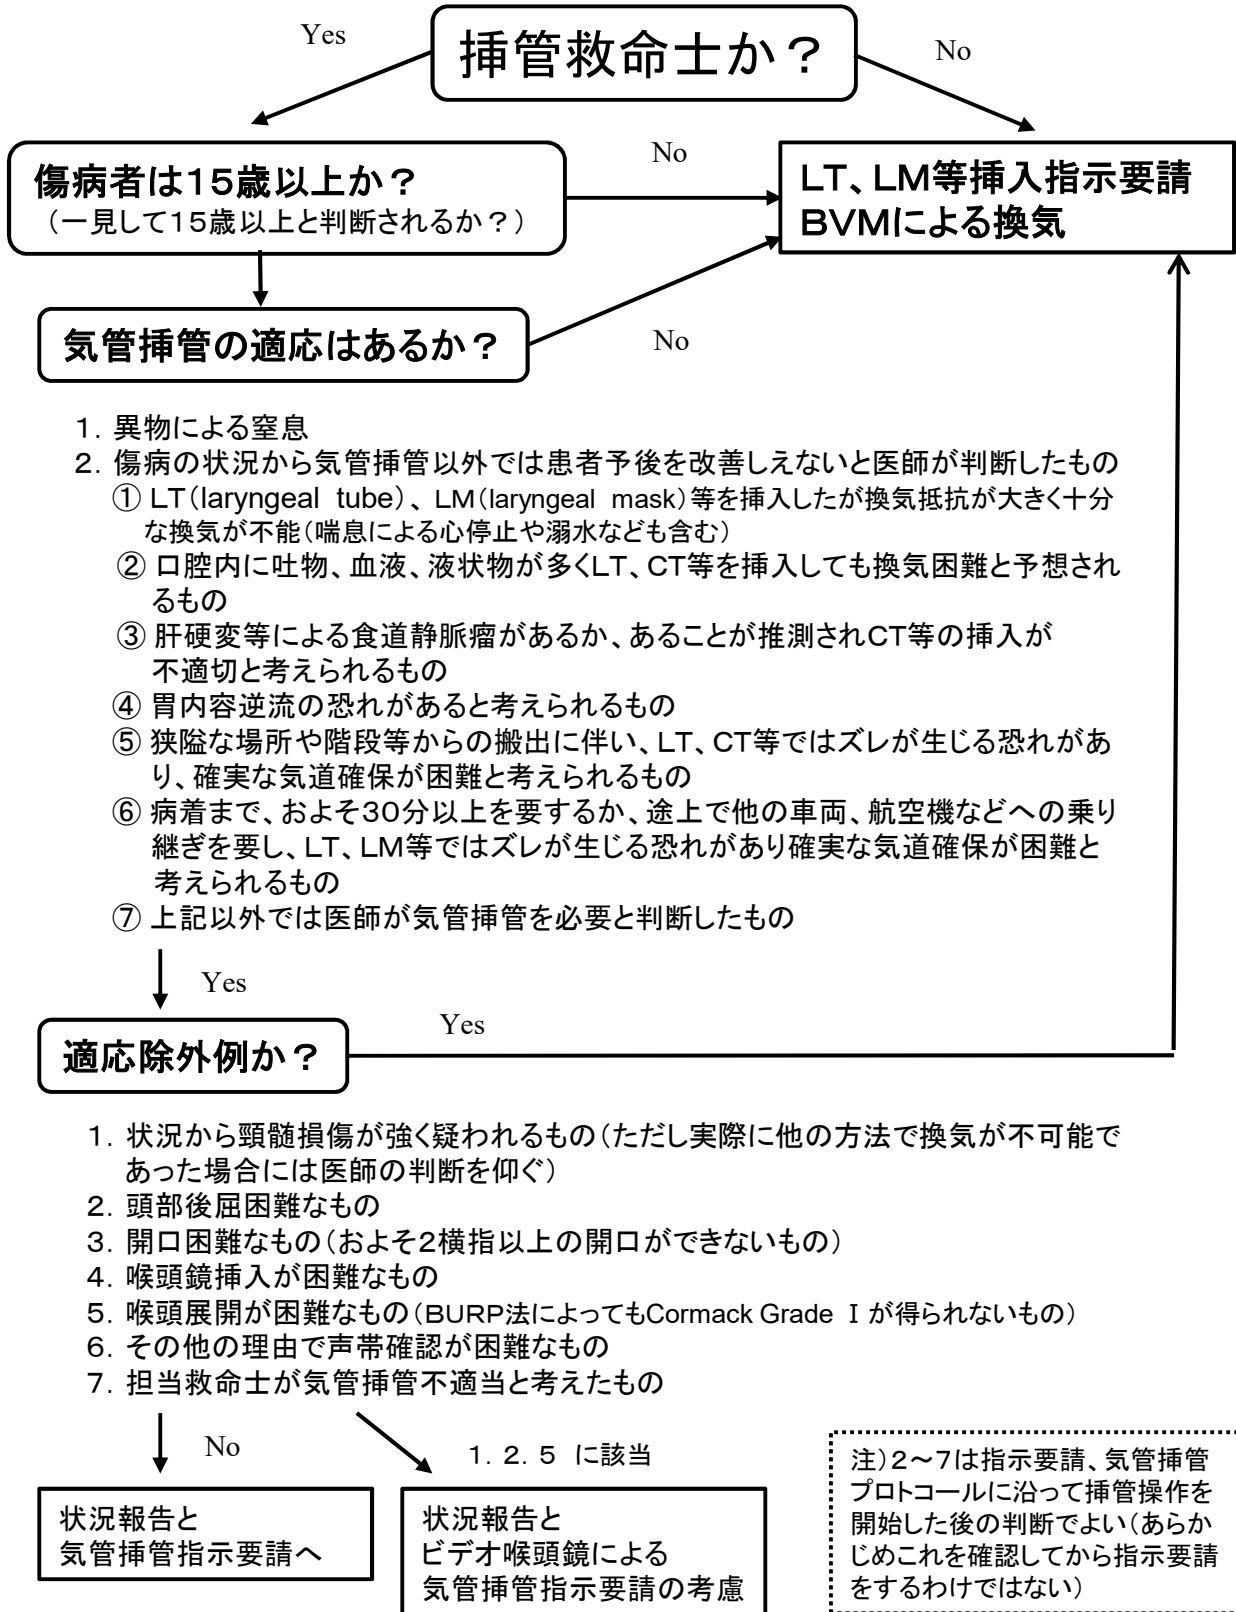 挿管救命士か？
Yes
No
傷病者は１５歳以上か？
（一見して１５歳以上と判断されるか？）
No
ＬＴ、ＬＭ等挿入指示要請
ＢＶＭによる換気
気管挿管の適応はあるか？
No
１．異物による窒息
２．傷病の状況から気管挿管以外では患者予後を改善しえないと医師が判断したもの
① ＬＴ（laryngeal tube）、ＬＭ（laryngeal mask）等を挿入したが換気抵抗が大きく十分
な換気が不能（喘息による心停止や溺水なども含む）
② 口腔内に吐物、血液、液状物が多くＬＴ、ＣＴ等を挿入しても換気困難と予想され
るもの
③ 肝硬変等による食道静脈瘤があるか、あることが推測されＣＴ等の挿入が
不適切と考えられるもの
④ 胃内容逆流の恐れがあると考えられるもの
⑤ 狭隘な場所や階段等からの搬出に伴い、ＬＴ、ＣＴ等ではズレが生じる恐れがあ
り、確実な気道確保が困難と考えられるもの
⑥ 病着まで、およそ３０分以上を要するか、途上で他の車両、航空機などへの乗り
継ぎを要し、ＬＴ、ＬＭ等ではズレが生じる恐れがあり確実な気道確保が困難と
考えられるもの
⑦ 上記以外では医師が気管挿管を必要と判断したもの
Yes
適応除外例か？
Yes
１．状況から頸髄損傷が強く疑われるもの（ただし実際に他の方法で換気が不可能で
あった場合には医師の判断を仰ぐ）
２．頭部後屈困難なもの
３．開口困難なもの（およそ２横指以上の開口ができないもの）
４．喉頭鏡挿入が困難なもの
５．喉頭展開が困難なもの（ＢＵＲＰ法によってもCormack Grade Ⅰが得られないもの）
６．その他の理由で声帯確認が困難なもの
７．担当救命士が気管挿管不適当と考えたもの
No
１．２．５ に該当
状況報告と
気管挿管指示要請へ
状況報告と
ビデオ喉頭鏡による
気管挿管指示要請の考慮
注）２～７は指示要請、気管挿管
プロトコールに沿って挿管操作を
開始した後の判断でよい（あらか
じめこれを確認してから指示要請
をするわけではない）